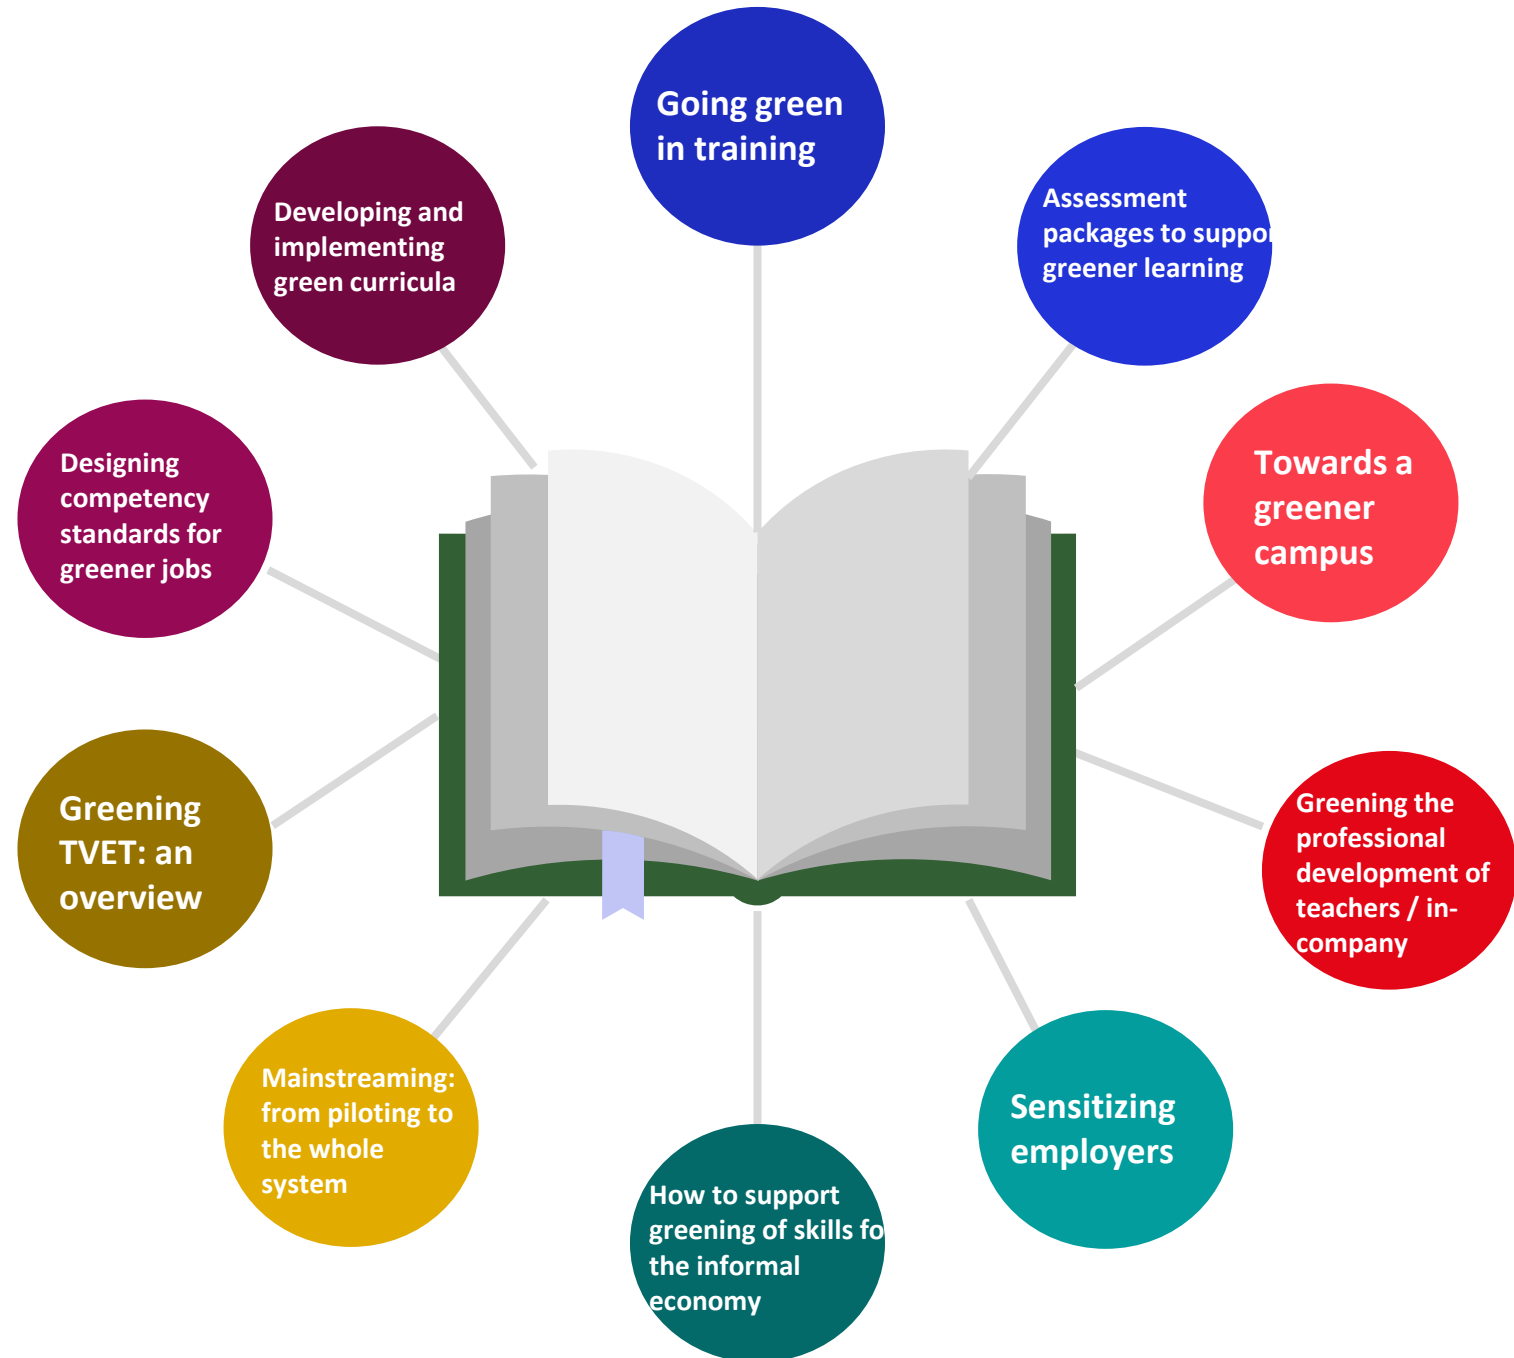 Going green
in training
Assessment
packages to suppor
greener learning
Towards a
greener
campus
Greening the
professional
development of
teachers / in-
company
Sensitizing
employers
How to support
greening of skills fo
the informal
economy
Mainstreaming:
from piloting to
the whole
system
Greening
TVET: an
overview
Designing
competency
standards for
greener jobs
Developing and
implementing
green curricula